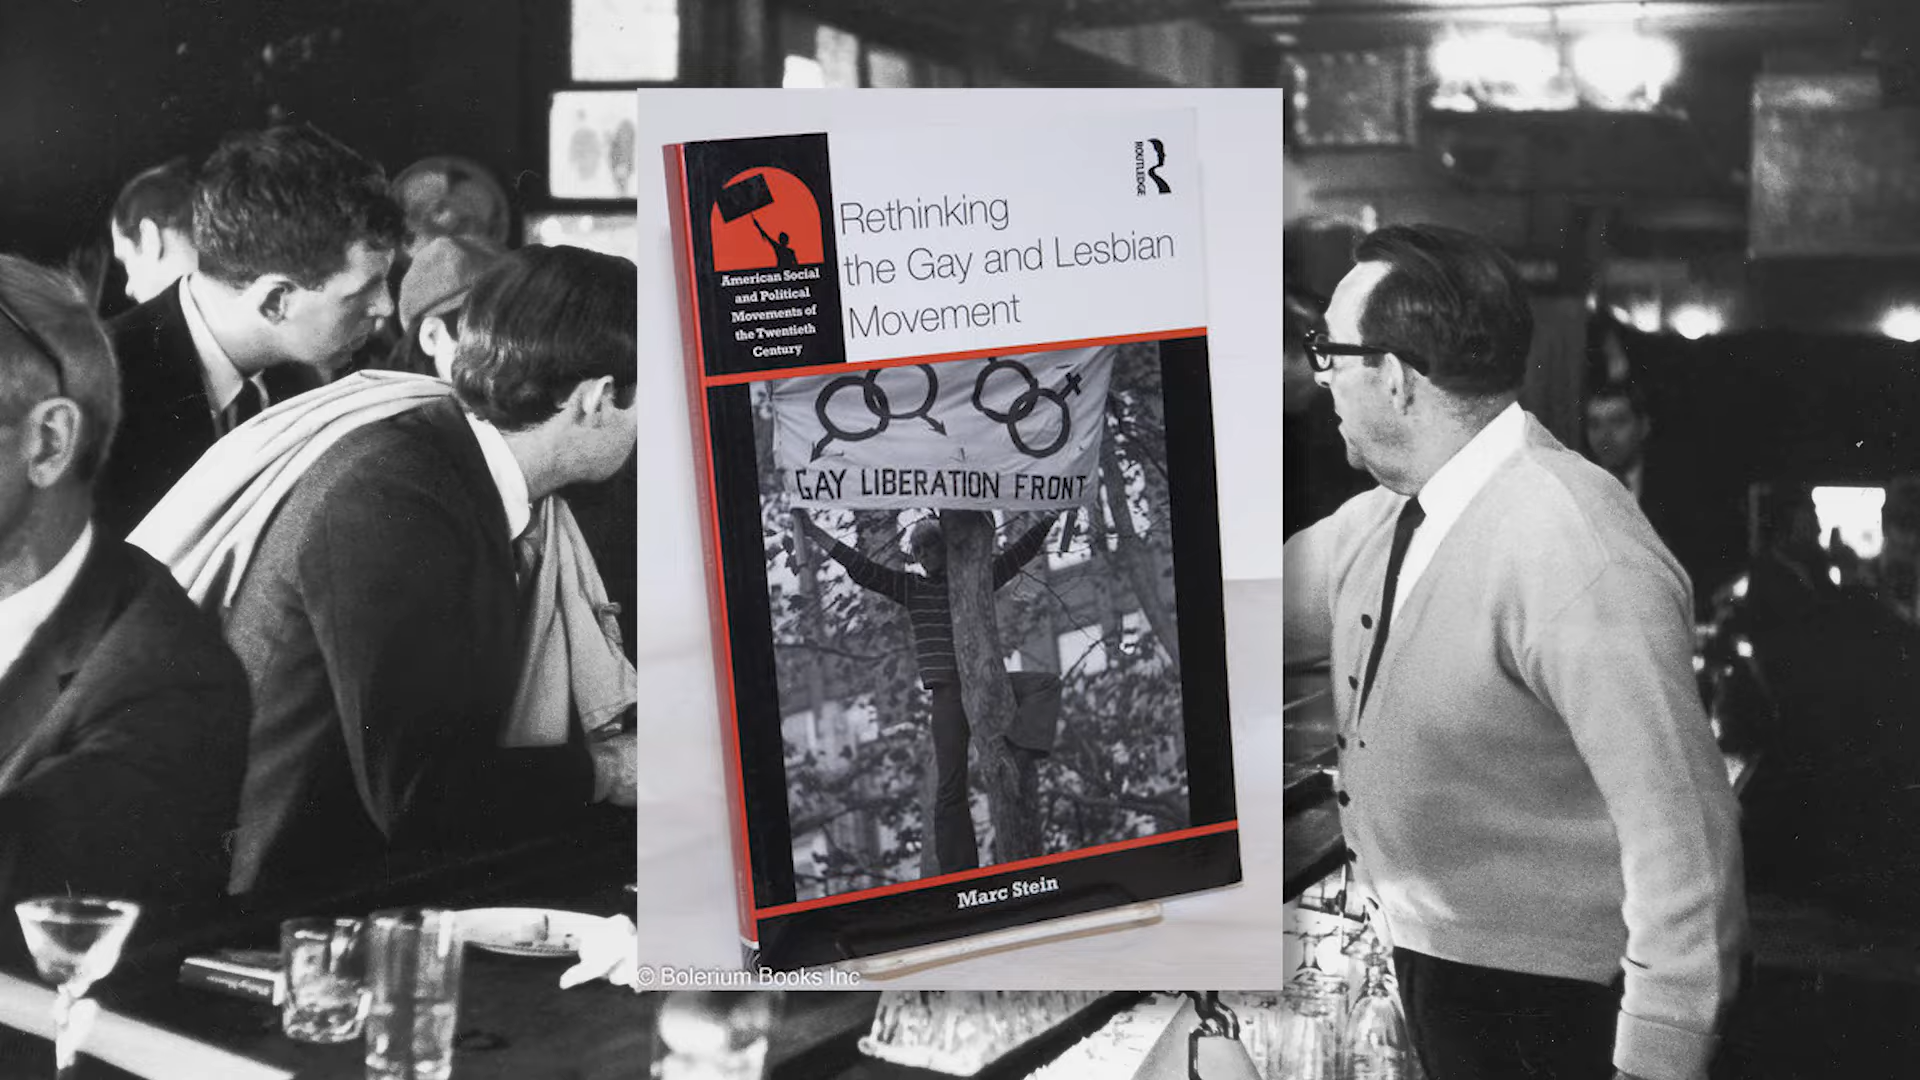 ROUTLEDGE
Rethinking
the Gay and Lesbian
Movement
American Social
and Political
Movements of
the Twentieth
Century
GAY LIBERATION FRONT
Marc Stein
© Bolerium Books Inc